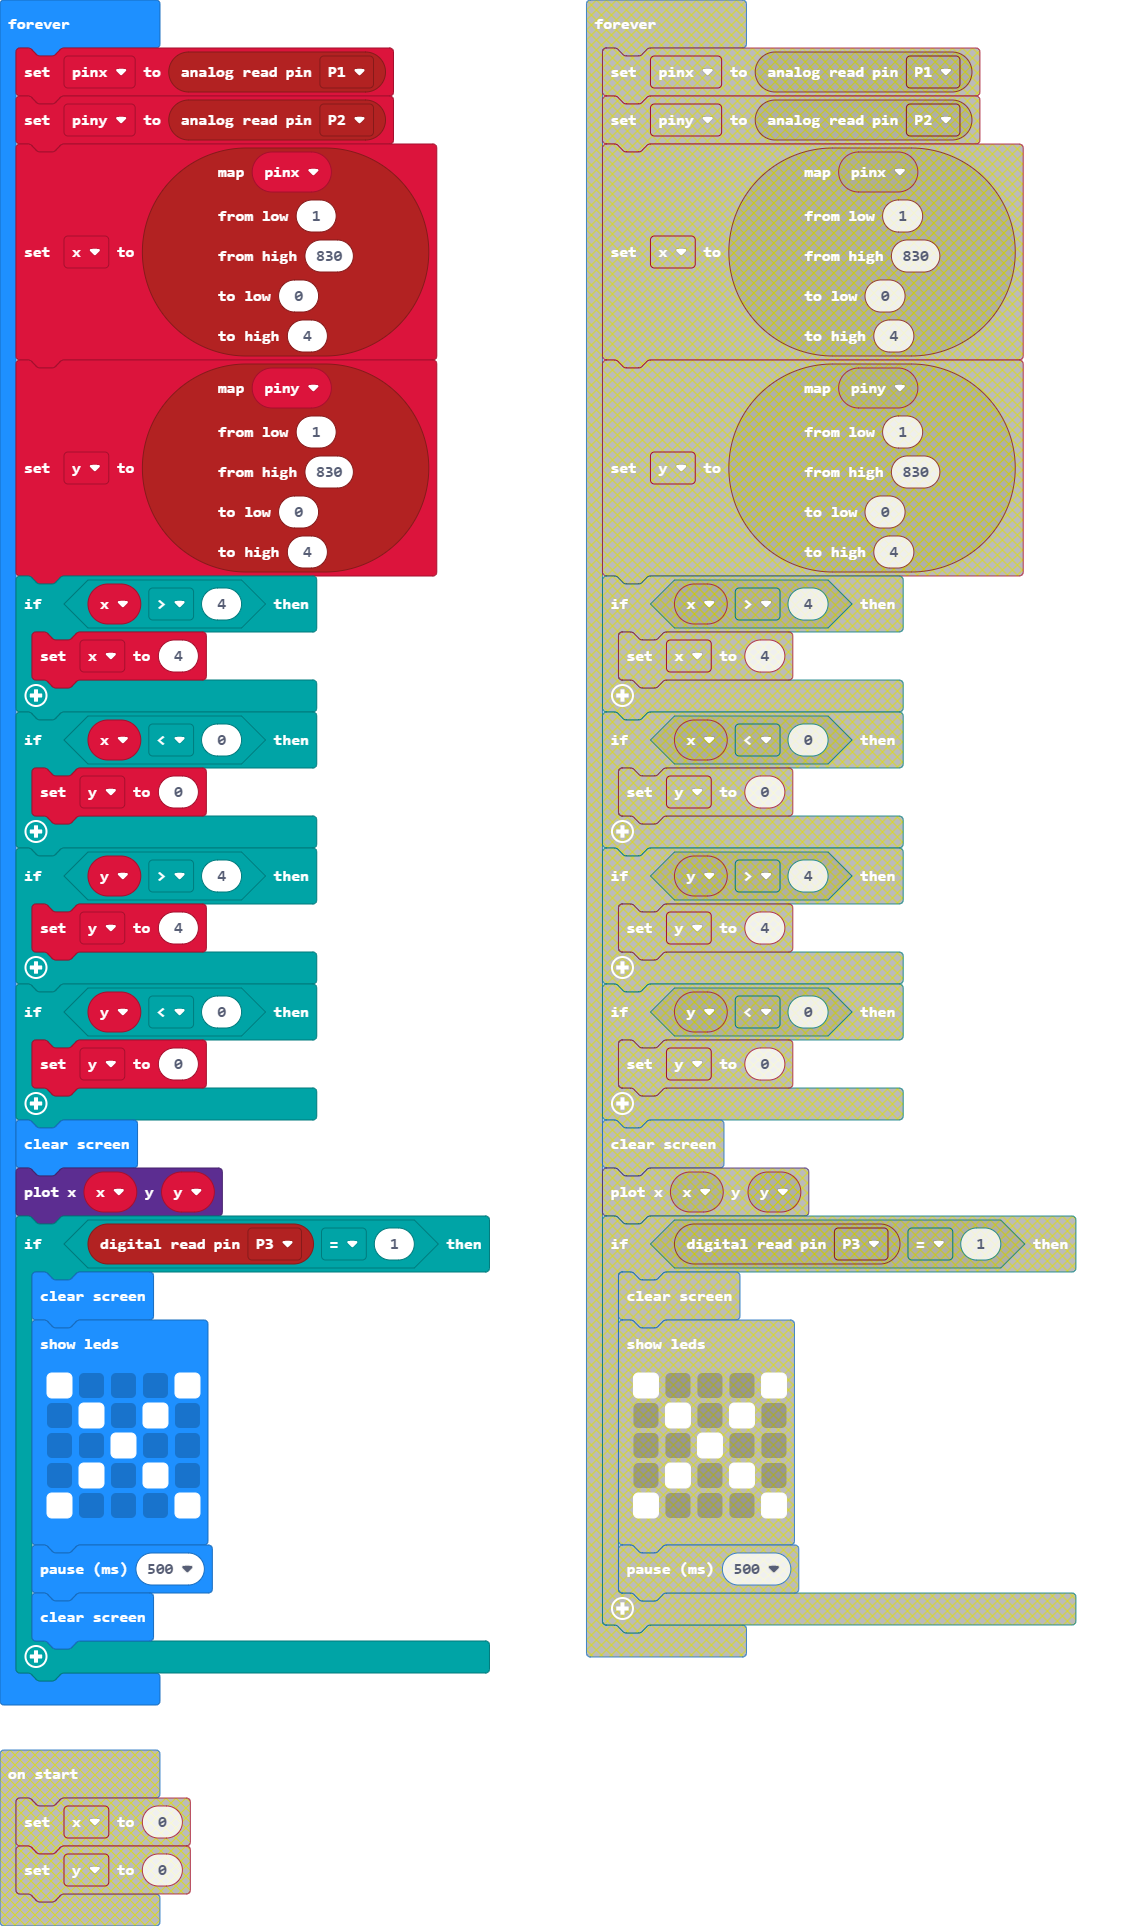 forever
set pinx to analog read pin P1
set piny to analog read pin P2
map pinx
from low 1
set x to from high 830
to low 0
to high 4
map piny
from low 1
set y to from high 830
to low 0
to high 4
if x > 4 then
set x to 4
if x < 0 then
set y to 0
if y > 4 then
set y to 4
if y < 0 then
set y to 0
clear screen
plot x x y y
if digital read pin P3 = 1 then
clear screen
show leds
pause (ms) 500
clear screen
on start
set x to 0
set y to 0
forever
set pinx to analog read pin P1
set piny to analog read pin P2
map pinx
from low 1
set x to from high 830
to low 0
to high 4
map piny
from low 1
set y to from high 830
to low 0
to high 4
if x > 4 then
set x to 4
if x < 0 then
set y to 0
if y > 4 then
set y to 4
if y < 0 then
set y to 0
clear screen
plot x x y y
if digital read pin P3 = 1 then
clear screen
show leds
pause (ms) 500